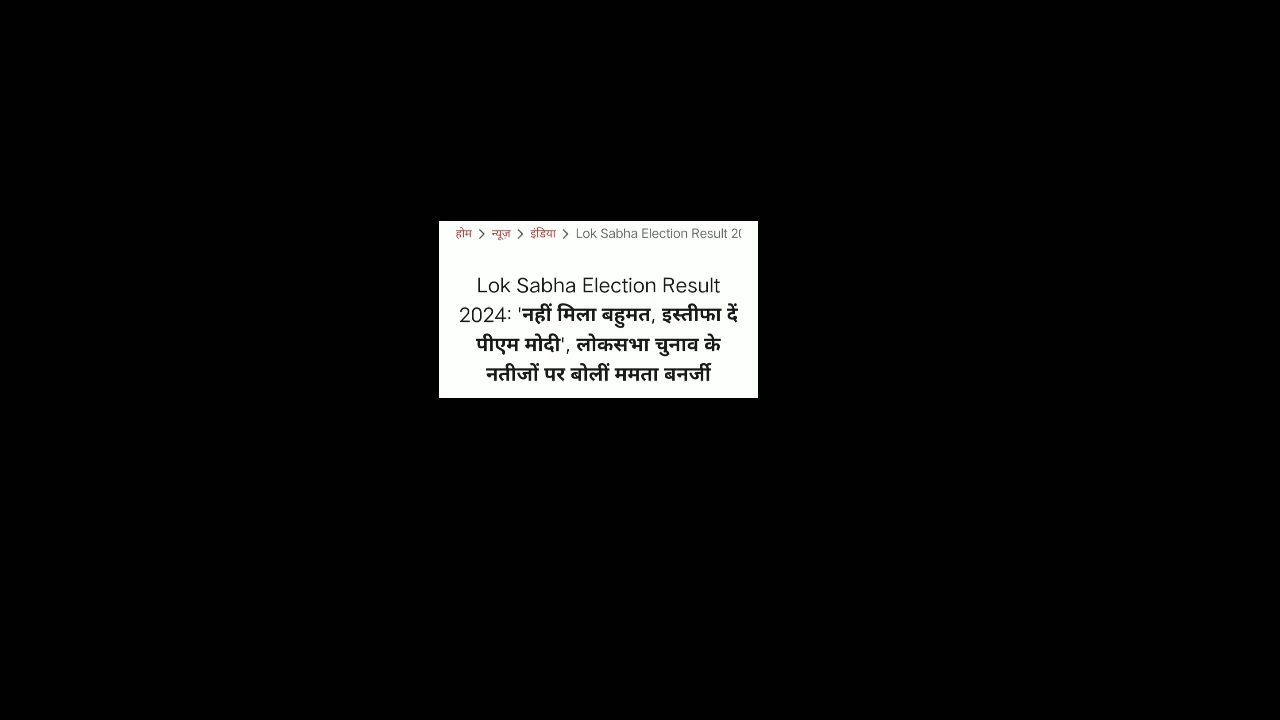 होम > न्यूज़ > इंडिया > Lok Sabha Election Result 20
Lok Sabha Election Result
2024: 'नहीं मिला बहुमत, इस्तीफा दें
पीएम मोदी', लोकसभा चुनाव के
नतीजों पर बोलीं ममता बनर्जी